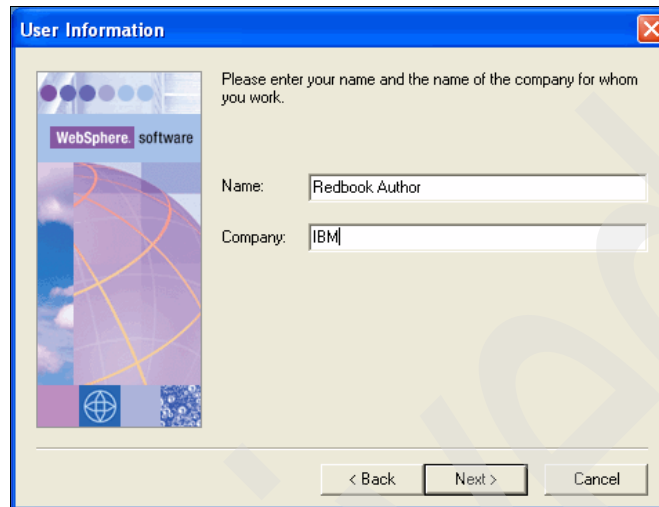 User Information
Please enter your name and the name of the company for whom
you work.
WebSphere. software
Name:
Redbook Author
Company:
IBM
< Back
Next >
Cancel